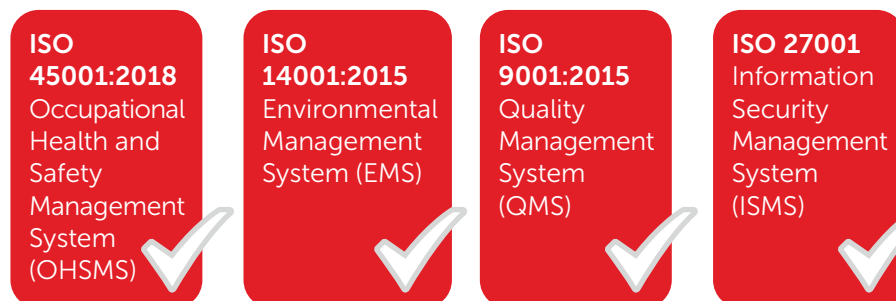 ISO
45001:2018
Occupational
Health and
Safety
Management
System
(OHSMS)
ISO
14001:2015
Environmental
Management
System (EMS)
ISO
9001:2015
Quality
Management
System
(QMS)
ISO 27001
Information
Security
Management
System
(ISMS)